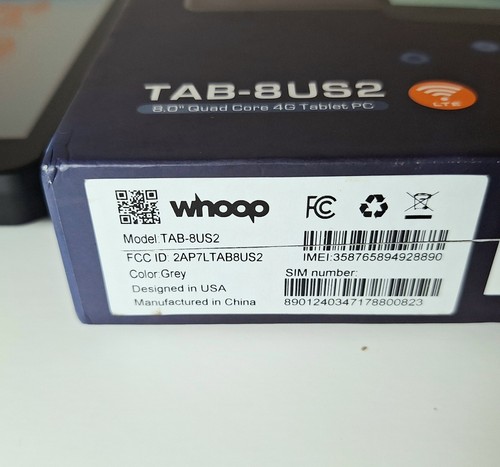 TAB-8US2
8.0" Quad Core 4G Tablet PC
LTE
whoop
FC
Model:TAB-8US2
FCC ID: 2AP7LTAB8US2
IMEI:358765894928890
Color:Grey
SIM number:
Designed in USA
Manufactured in China
8901240347178800823